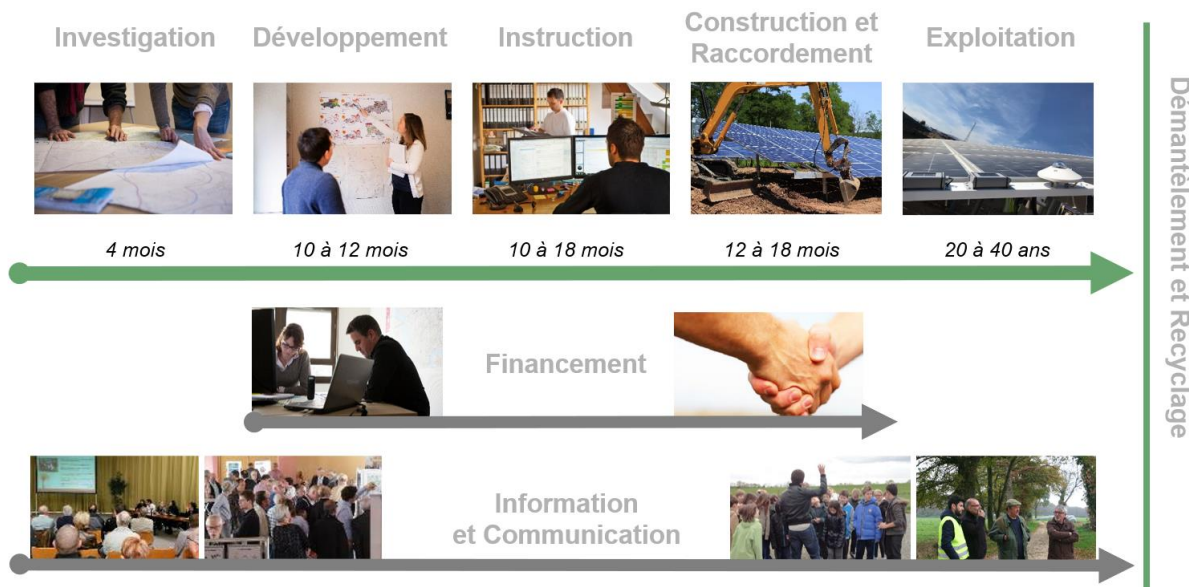 Investigation
Développement
Instruction
Construction et
Raccordement
Exploitation
4 mois
10 à 12 mois
10 à 18 mois
12 à 18 mois
20 à 40 ans
Financement
Information
et Communication
Démantèlement et Recyclage